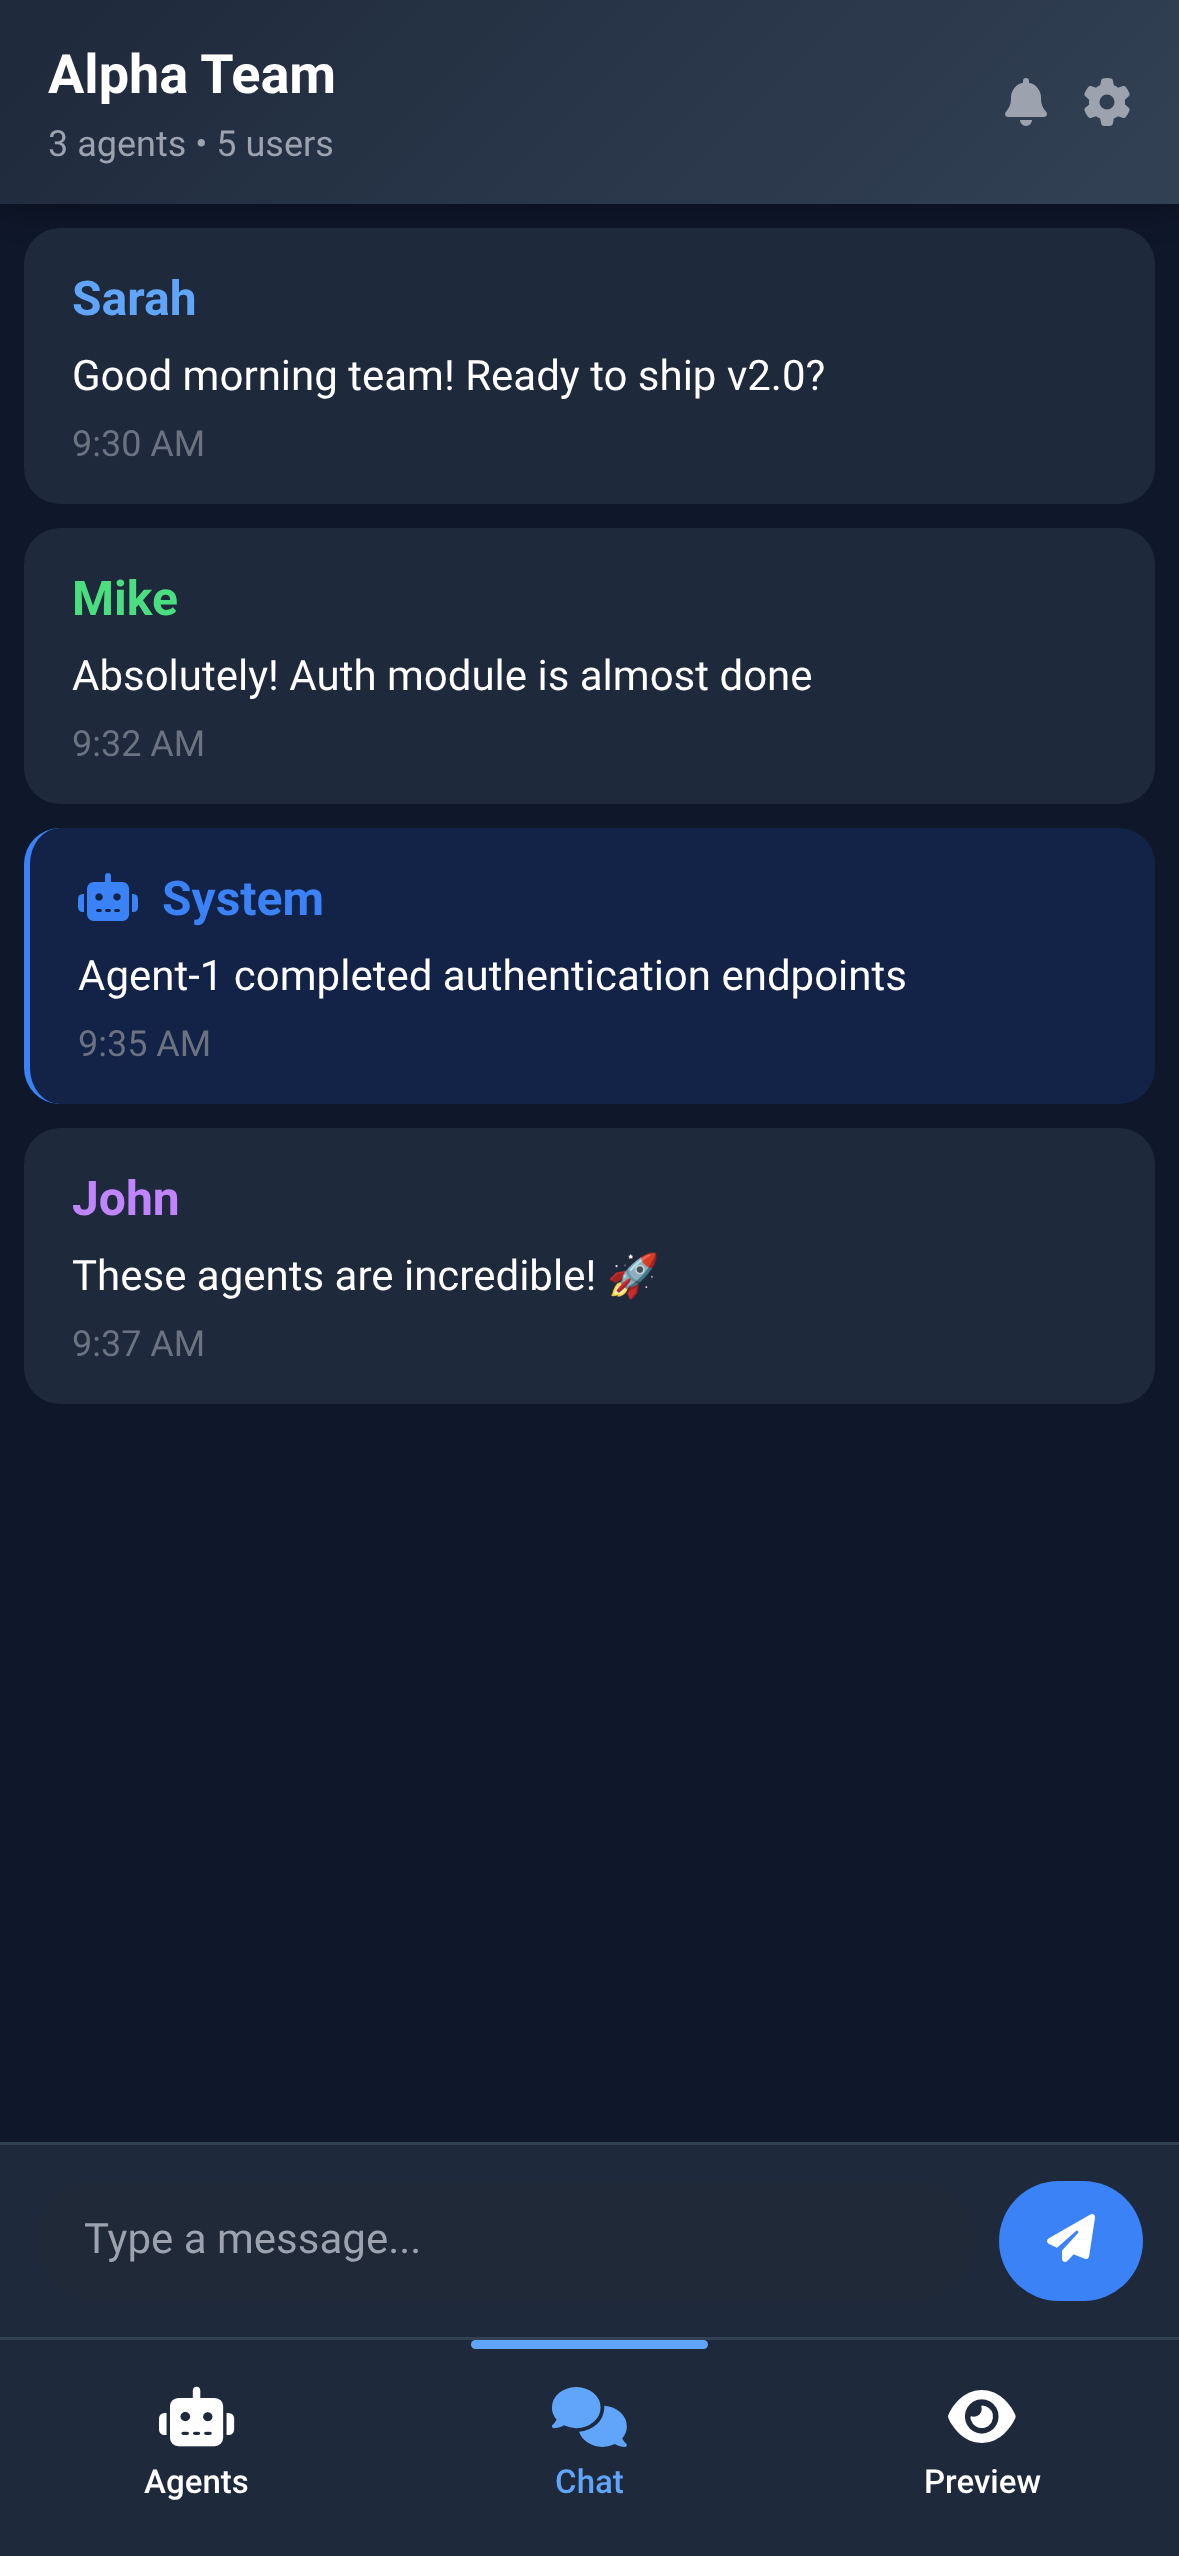 Alpha Team
3 agents • 5 users
Sarah
Good morning team! Ready to ship v2.0?
9:30 AM
Mike
Absolutely! Auth module is almost done
9:32 AM
System
Agent-1 completed authentication endpoints
9:35 AM
John
These agents are incredible! 🚀
9:37 AM
Type a message...
Agents
Chat
Preview